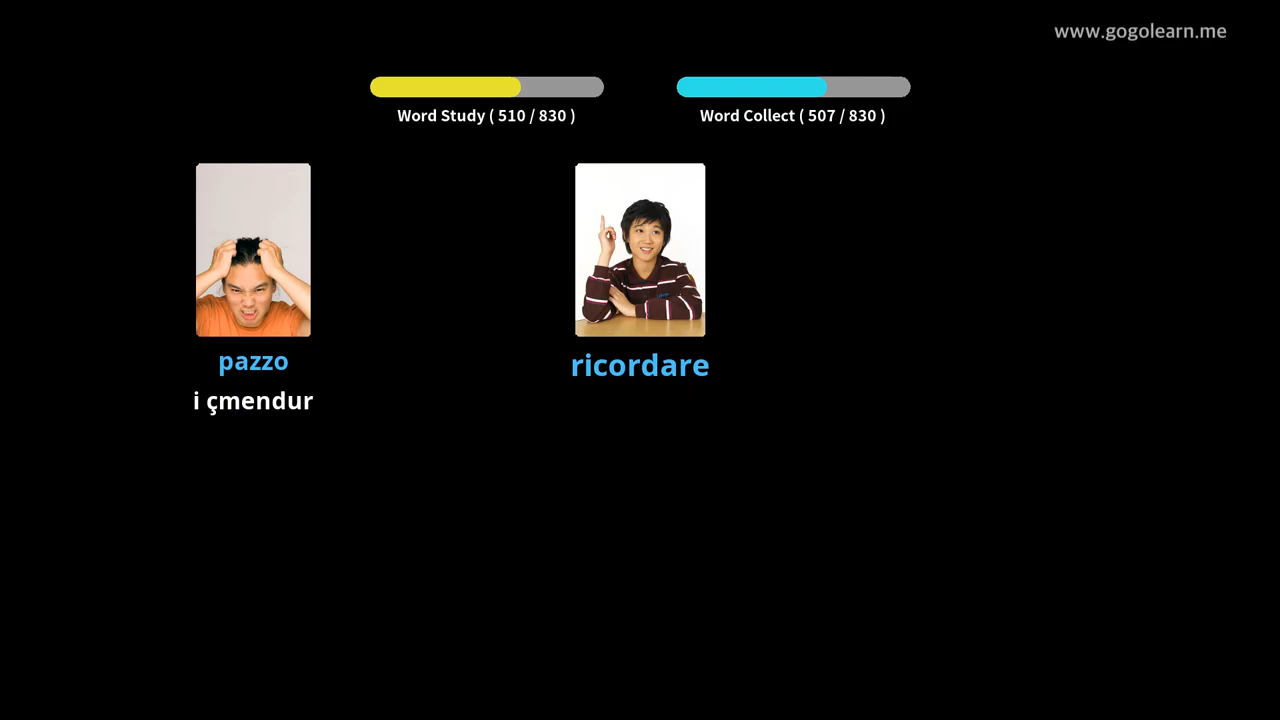 www.gogolearn.me
Word Study ( 510 / 830 )
Word Collect ( 507 / 830 )
pazzo
i çmendur
ricordare